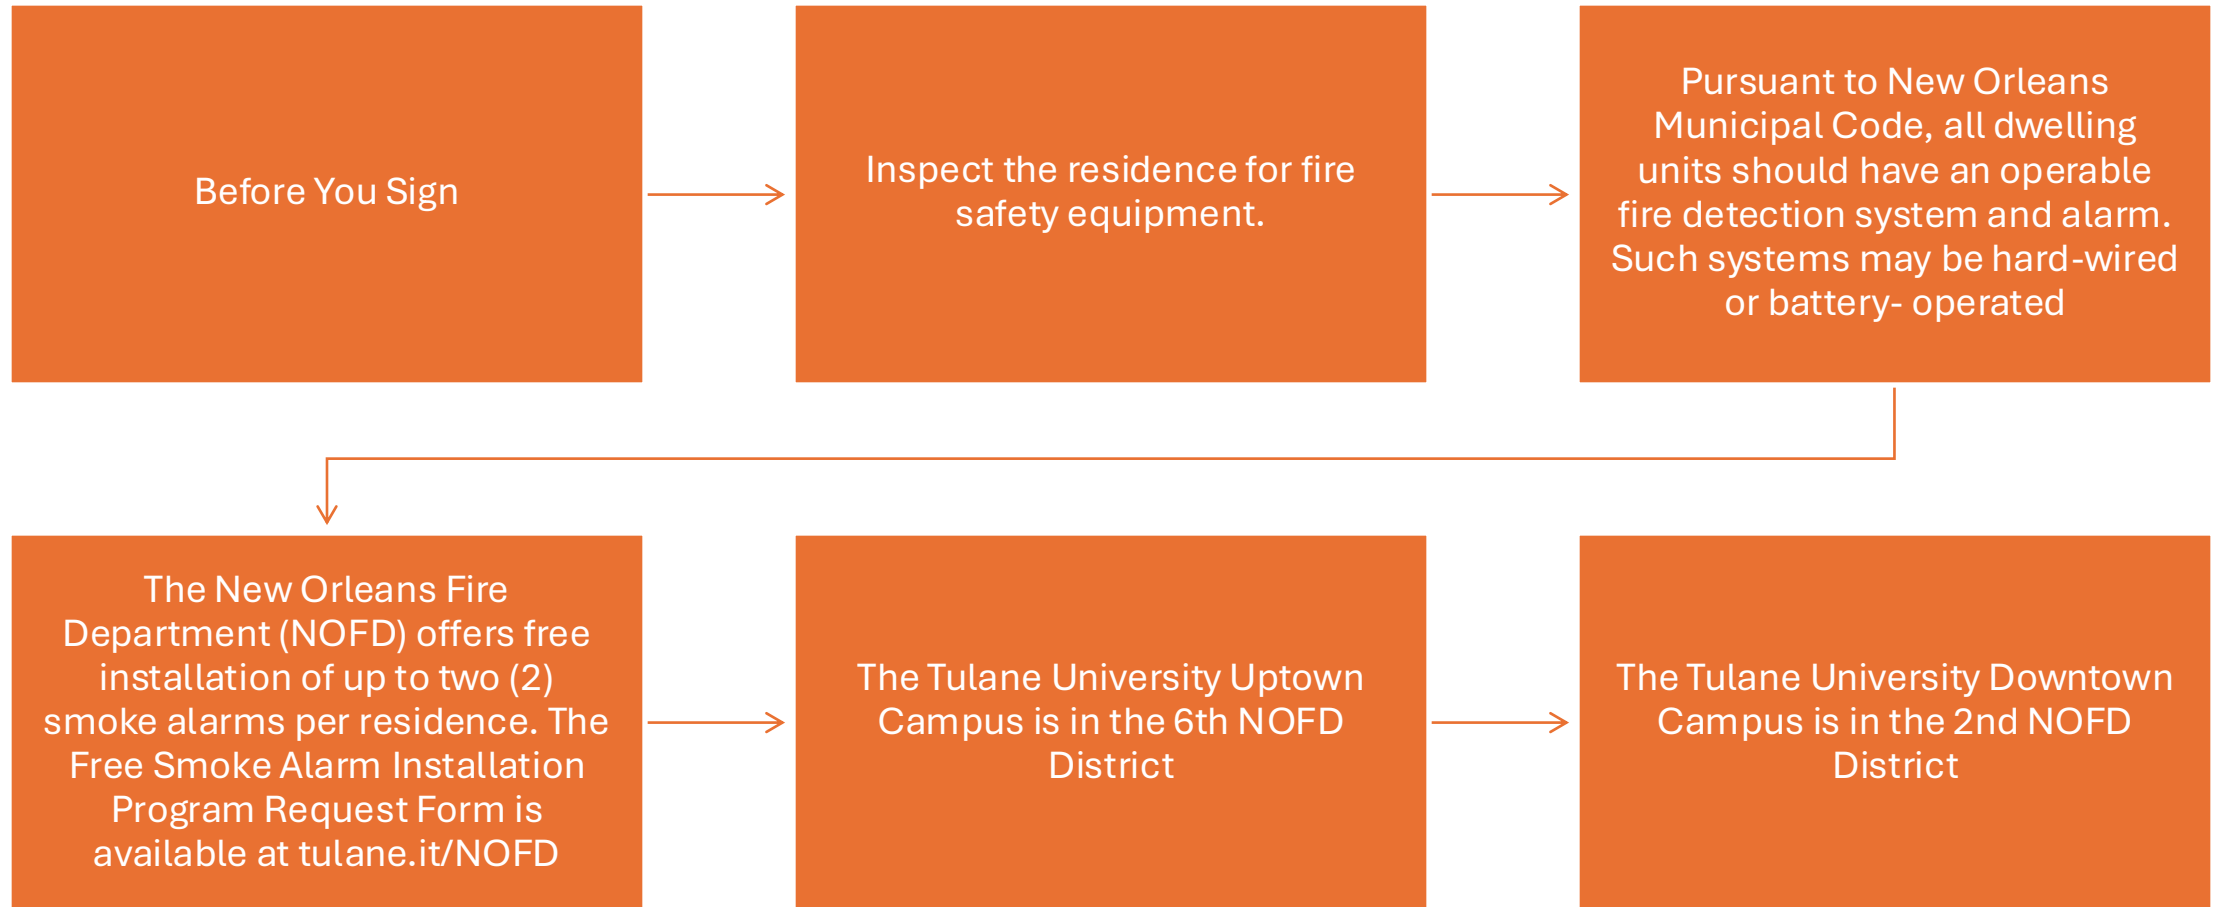 Before You Sign
Inspect the residence for fire
safety equipment.
Pursuant to New Orleans
Municipal Code, all dwelling
units should have an operable
fire detection system and alarm.
Such systems may be hard-wired
or battery- operated
The New Orleans Fire
Department (NOFD) offers free
installation of up to two (2)
smoke alarms per residence. The
Free Smoke Alarm Installation
Program Request Form is
available at tulane.it/NOFD
The Tulane University Uptown
Campus is in the 6th NOFD
District
The Tulane University Downtown
Campus is in the 2nd NOFD
District